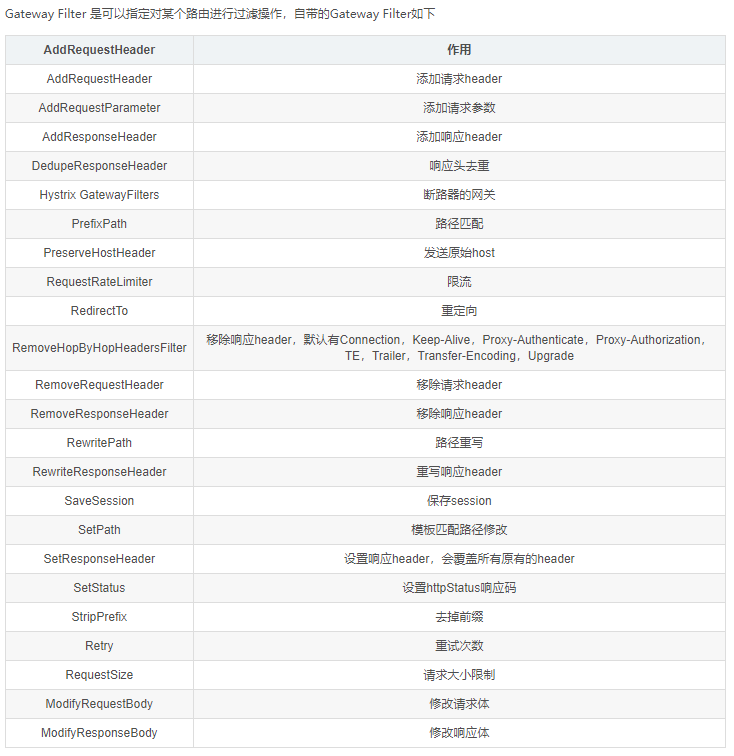 Gateway Filter 是可以指定对某个路由进行过滤操作，自带的Gateway Filter如下
AddRequestHeader 作用
AddRequestHeader 添加请求header
AddRequestParameter 添加请求参数
AddResponseHeader 添加响应header
DedupeResponseHeader 响应头去重
Hystrix GatewayFilters 断路器的网关
PrefixPath 路径匹配
PreserveHostHeader 发送原始host
RequestRateLimiter 限流
RedirectTo 重定向
RemoveHopByHopHeadersFilter 移除响应header，默认有Connection，Keep-Alive，Proxy-Authenticate，Proxy-Authorization，
TE，Trailer，Transfer-Encoding，Upgrade
RemoveRequestHeader 移除请求header
RemoveResponseHeader 移除响应header
RewritePath 路径重写
RewriteResponseHeader 重写响应header
SaveSession 保存session
SetPath 模板匹配路径修改
SetResponseHeader 设置响应header，会覆盖所有原有的header
SetStatus 设置httpStatus响应码
StripPrefix 去掉前缀
Retry 重试次数
RequestSize 请求大小限制
ModifyRequestBody 修改请求体
ModifyResponseBody 修改响应体